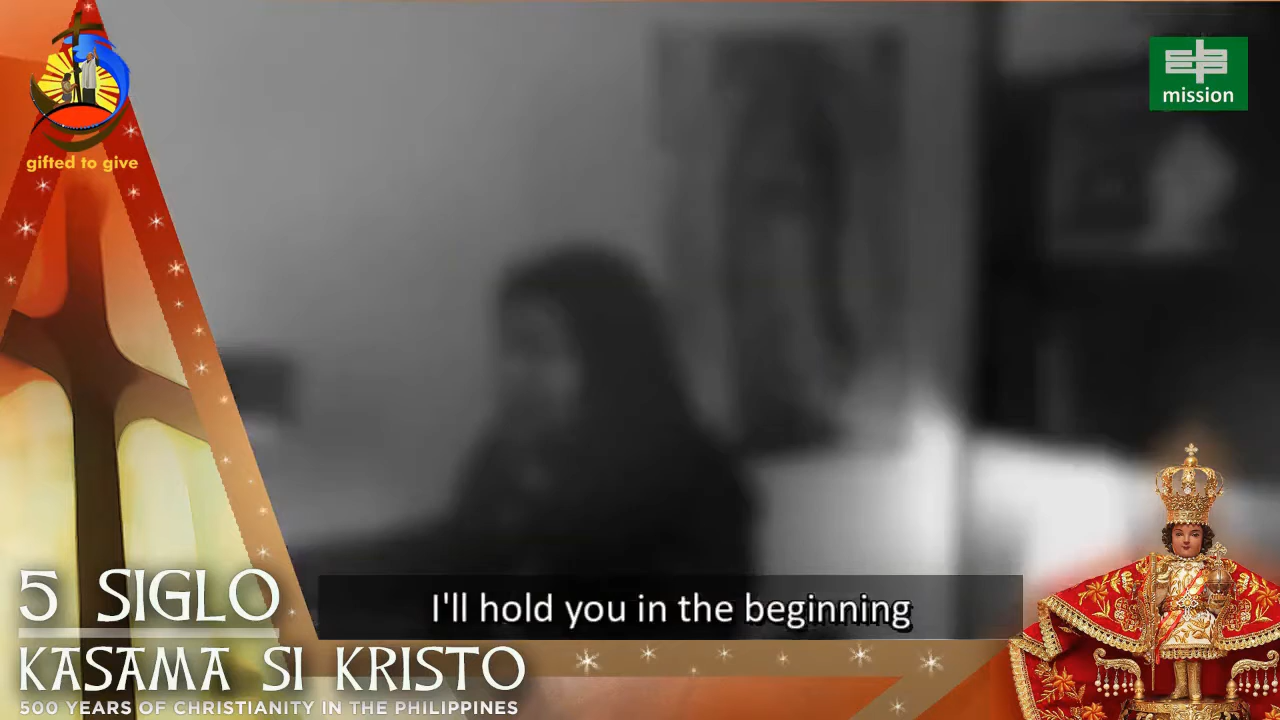 gifted to give
mission
I'll hold you in the beginning
5 SIGLO
KASAMA SI KRISTO
500 YEARS OF CHRISTIANITY IN THE PHILIPPINES